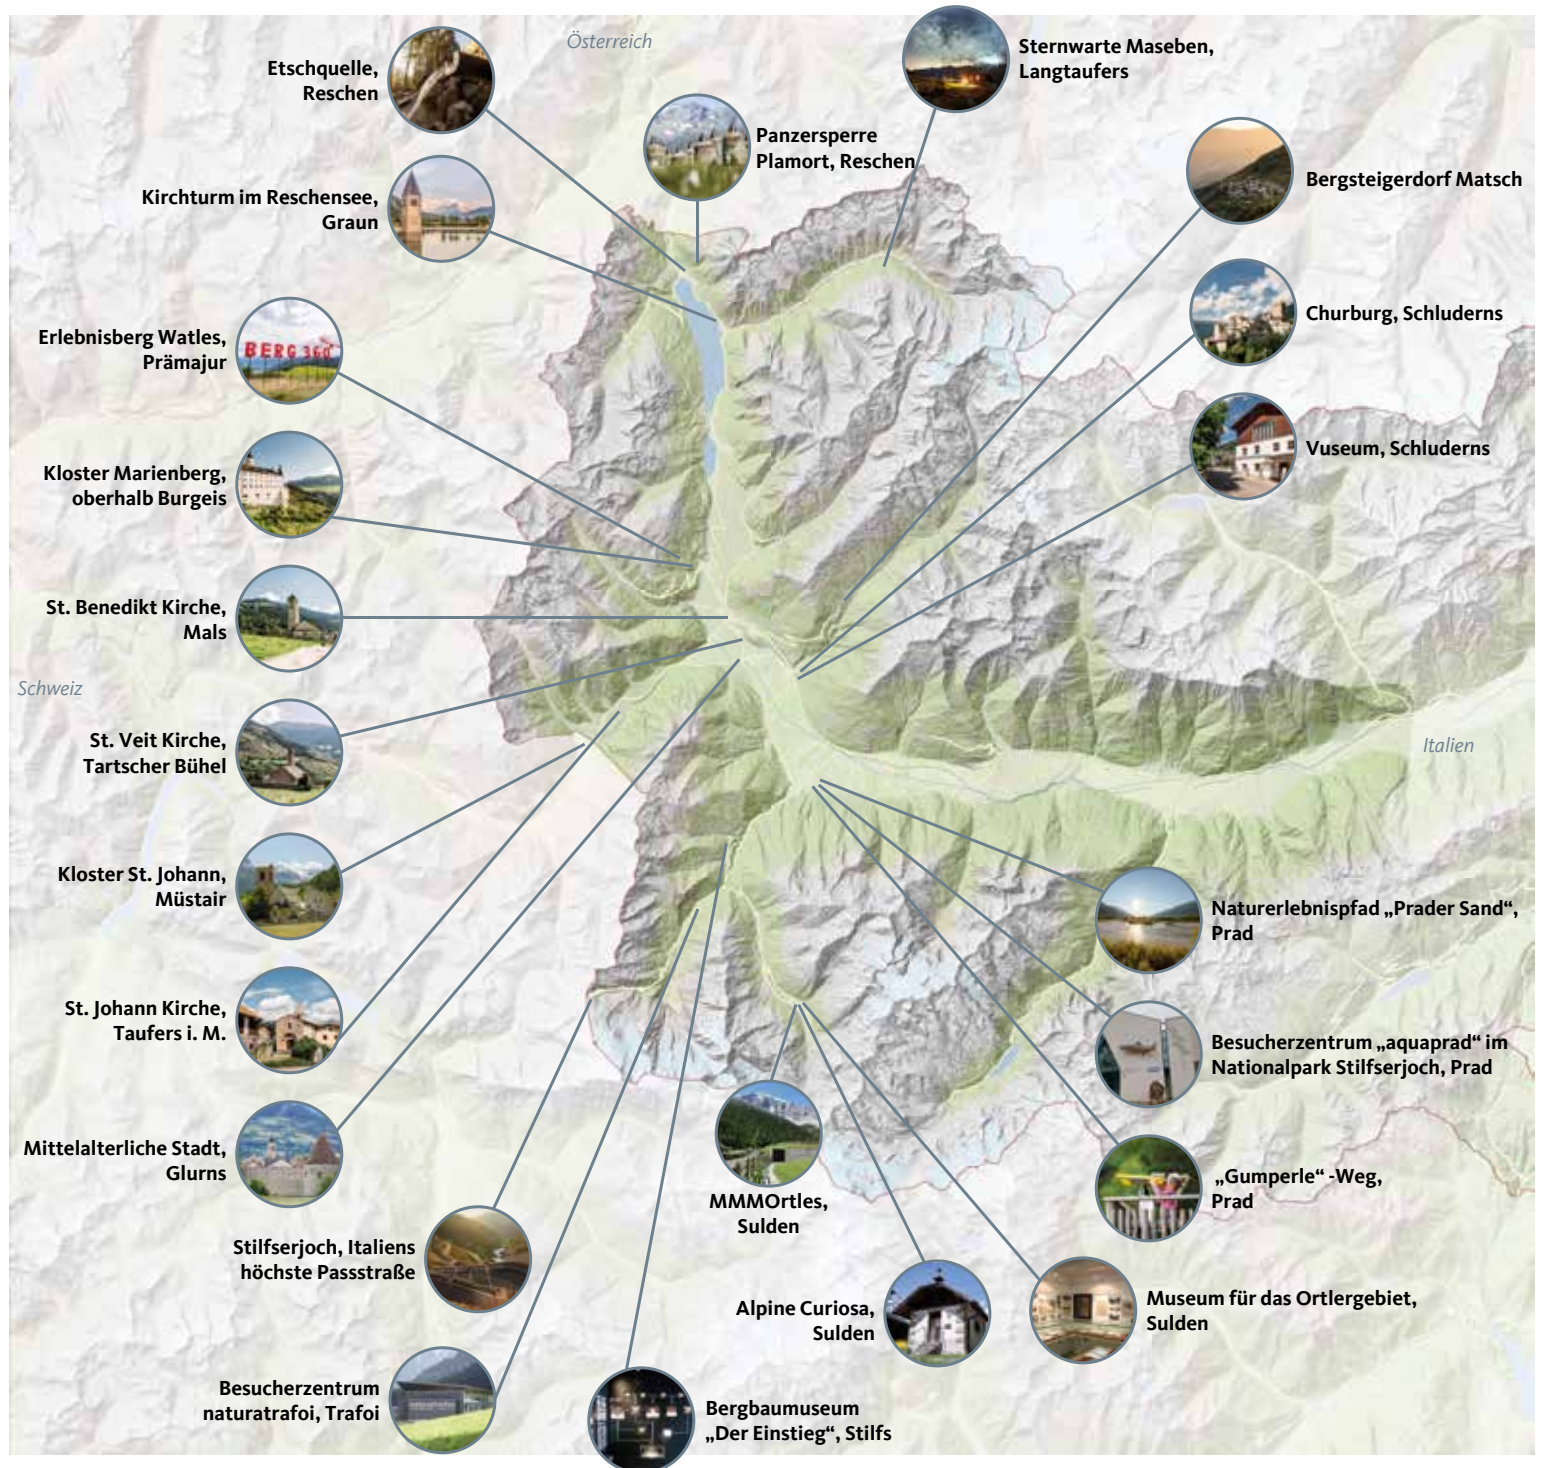 Österreich
Sternwarte Maseben,
Langtaufers
Etschquelle,
Reschen
Panzersperre
Plamort, Reschen
Bergsteigerdorf Matsch
Kirchturm im Reschensee,
Graun
Churburg, Schluderns
Erlebnisberg Watles,
Prämajur
BERG 360°
Vuseum, Schluderns
Kloster Marienberg,
oberhalb Burgeis
St. Benedikt Kirche,
Mals
Schweiz
St. Veit Kirche,
Tartscher Bühel
Italien
Kloster St. Johann,
Müstair
Naturerlebnispfad „Prader Sand“,
Prad
St. Johann Kirche,
Taufers i. M.
Besucherzentrum „aquaprad“ im
Nationalpark Stilfserjoch, Prad
Mittelalterliche Stadt,
Glurns
MMMOrtles,
Sulden
„Gumperle“ -Weg,
Prad
Stilfserjoch, Italiens
höchste Passstraße
Alpine Curiosa,
Sulden
Museum für das Ortlergebiet,
Sulden
Besucherzentrum
naturatrafoi, Trafoi
Bergbaumuseum
„Der Einstieg“, Stilfs